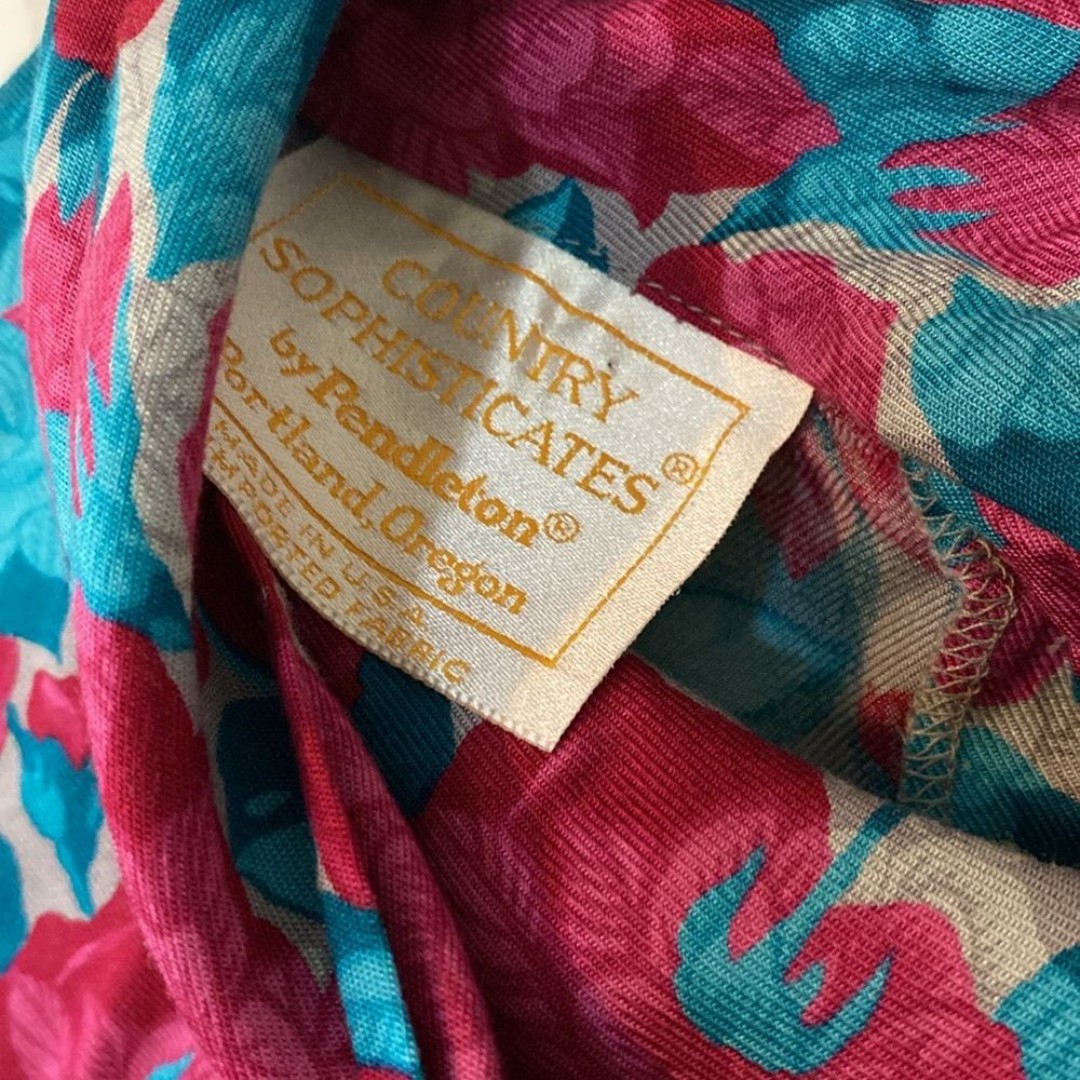 COUNTRY
SOPHISTICATES®
by Pendleton®
Portland, Oregon
MADE IN U.S.A.
IMPORTED FABRIC